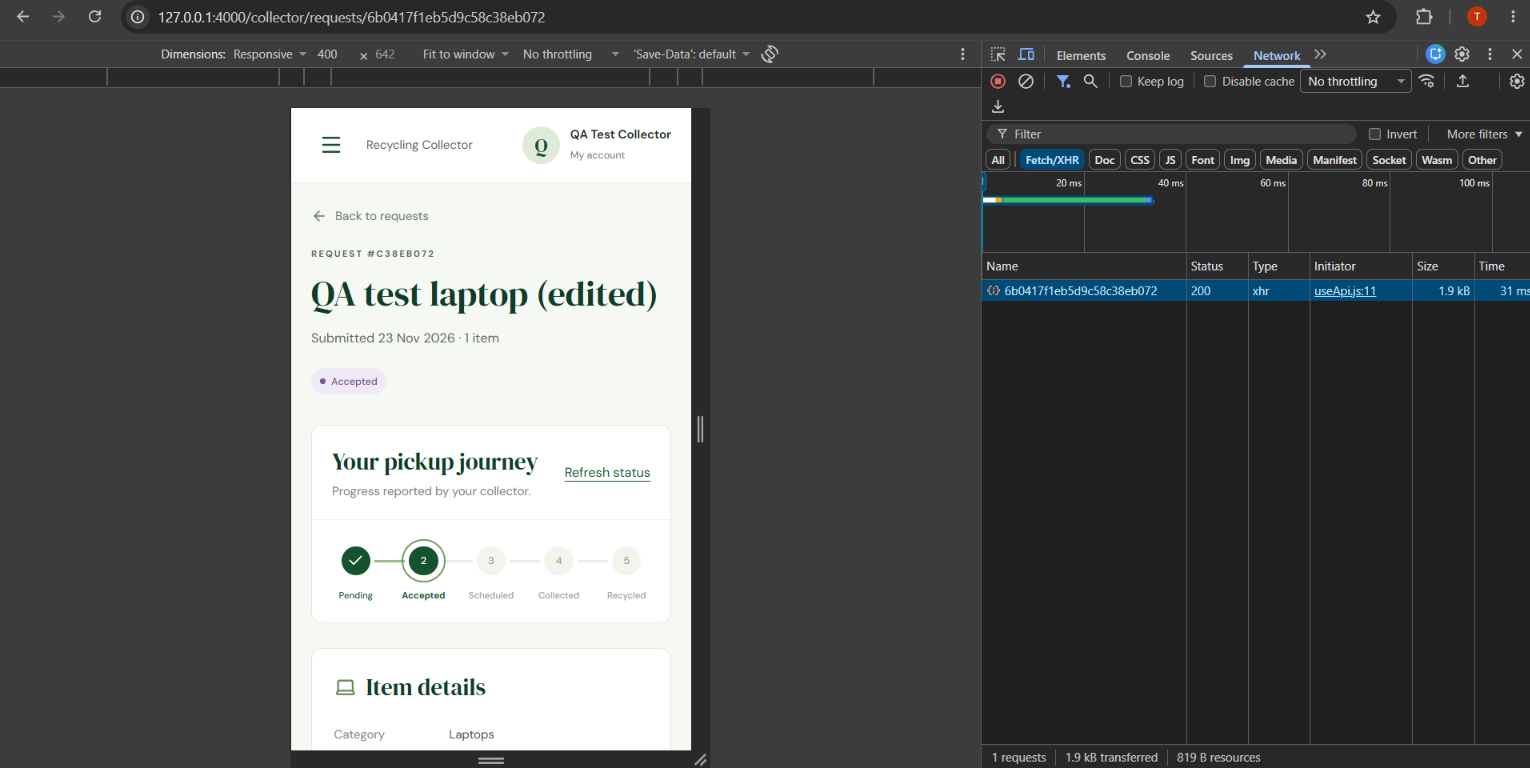 127.0.0.1:4000/collector/requests/6b0417f1eb5d9c58c38eb072
T
Dimensions: Responsive 400 x 642 Fit to window No throttling 'Save-Data': default
Elements Console Sources Network
Keep log Disable cache No throttling
Filter Invert More filters
All Fetch/XHR Doc CSS JS Font Img Media Manifest Socket Wasm Other
20 ms 40 ms 60 ms 80 ms 100 ms
Name Status Type Initiator Size Time
6b0417f1eb5d9c58c38eb072 200 xhr useApi.js:11 1.9 kB 31 ms
1 requests 1.9 kB transferred 819 B resources
Recycling Collector
Q
QA Test Collector
My account
Back to requests
REQUEST #C38EB072
QA test laptop (edited)
Submitted 23 Nov 2026 · 1 item
Accepted
Your pickup journey
Refresh status
Progress reported by your collector.
2 3 4 5
Pending Accepted Scheduled Collected Recycled
Item details
Category Laptops